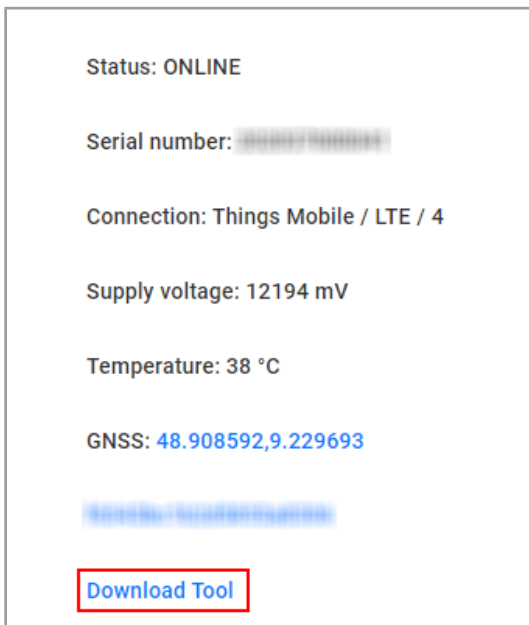 Status: ONLINE
Serial number:
Connection: Things Mobile / LTE / 4
Supply voltage: 12194 mV
Temperature: 38 °C
GNSS: 48.908592,9.229693
Download Tool